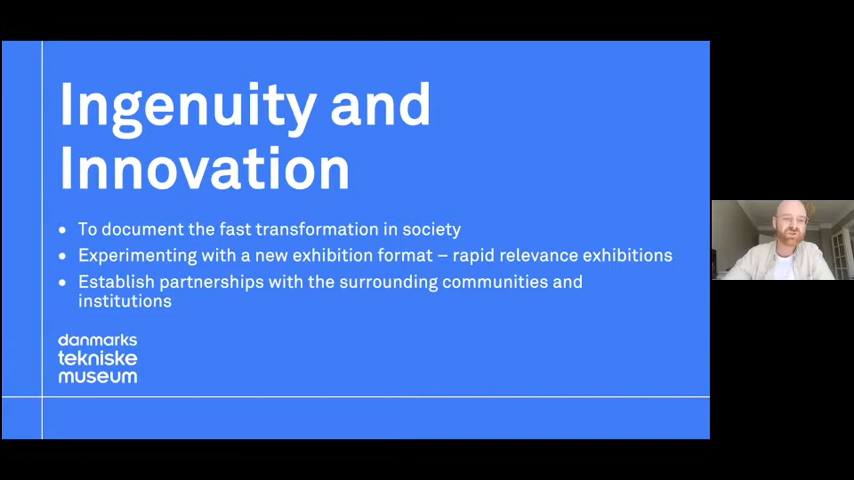 Ingenuity and
Innovation
• To document the fast transformation in society
• Experimenting with a new exhibition format – rapid relevance exhibitions
• Establish partnerships with the surrounding communities and
institutions
danmarks
tekniske
museum